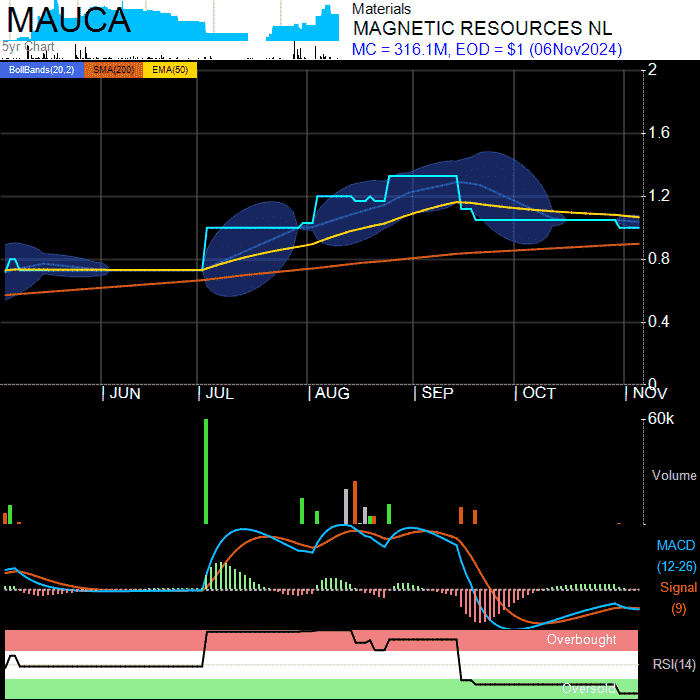 MAUCA
5yr Chart
Materials
MAGNETIC RESOURCES NL
MC = 316.1M, EOD = $1 (06Nov2024)
BollBands(20,2) SMA(200) EMA(50)
2
1.6
1.2
0.8
0.4
0
JUN JUL AUG SEP OCT NOV
60k
Volume
MACD
(12-26)
Signal
(9)
Overbought
RSI(14)
Oversold